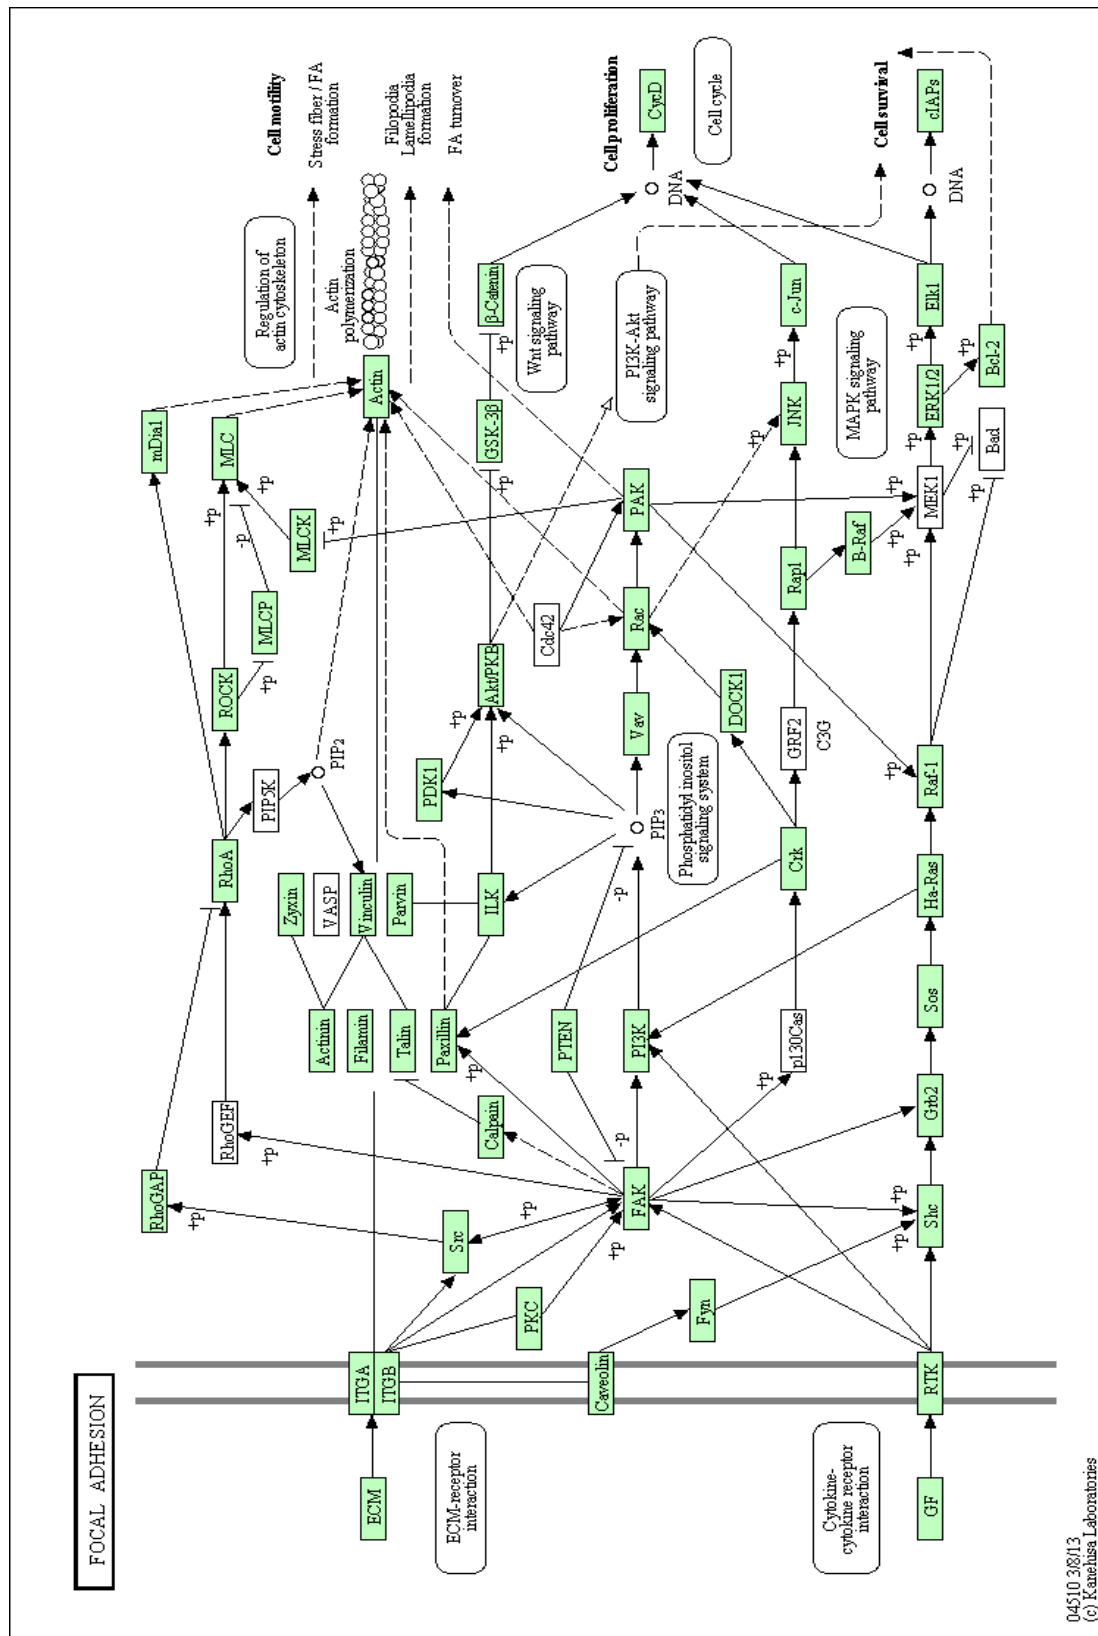 FOCAL ADHESION
ECM
ECM-receptor
interaction
Cytokine-
cytokine receptor
interaction
GF
ITGA
ITGB
Caveolin
RTK
PKC
Src
Fyn
+p
RhoGAP
+p
RhoGEF
+p
+p
FAK
-p
+p
+p
Shc
+p
Calpain
+p
Actinin
Filamin
Talin
Paxillin
PTEN
PI3K
+p
p130Cas
Grb2
Sos
Zyxin
VASP
Vinculin
Parvin
ILK
-p
RhoA
PIP5K
PIP2
PIP3
Phosphatidyl inositol
signaling system
Crk
Ha-Ras
ROCK
+p
MLCP
PDK1
+p
+p
Akt/PKB
Vav
DOCK1
GRF2
C3G
+p
Raf-1
-p
MLCK
+p
+p
+p
Cdc42
Rac
PAK
Rap1
B-Raf
+p
+p
MEK1
+p
+p
+p
Bad
mDia1
MLC
Actin
GSK-3β
+p
β-Catenin
Wnt signaling
pathway
PI3K-Akt
signaling pathway
+p
JNK
+p
c-Jun
MAPK signaling
pathway
ERK1/2
+p
Elk1
+p
Bcl-2
Regulation of
actin cytoskeleton
Actin
polymerization
Cell motility
Stress fiber / FA
formation
Filopodia
Lamellipodia
formation
FA turnover
Cell proliferation
DNA
CycD
Cell cycle
Cell survival
DNA
cIAPs
04510 3/8/13
(c) Kanehisa Laboratories